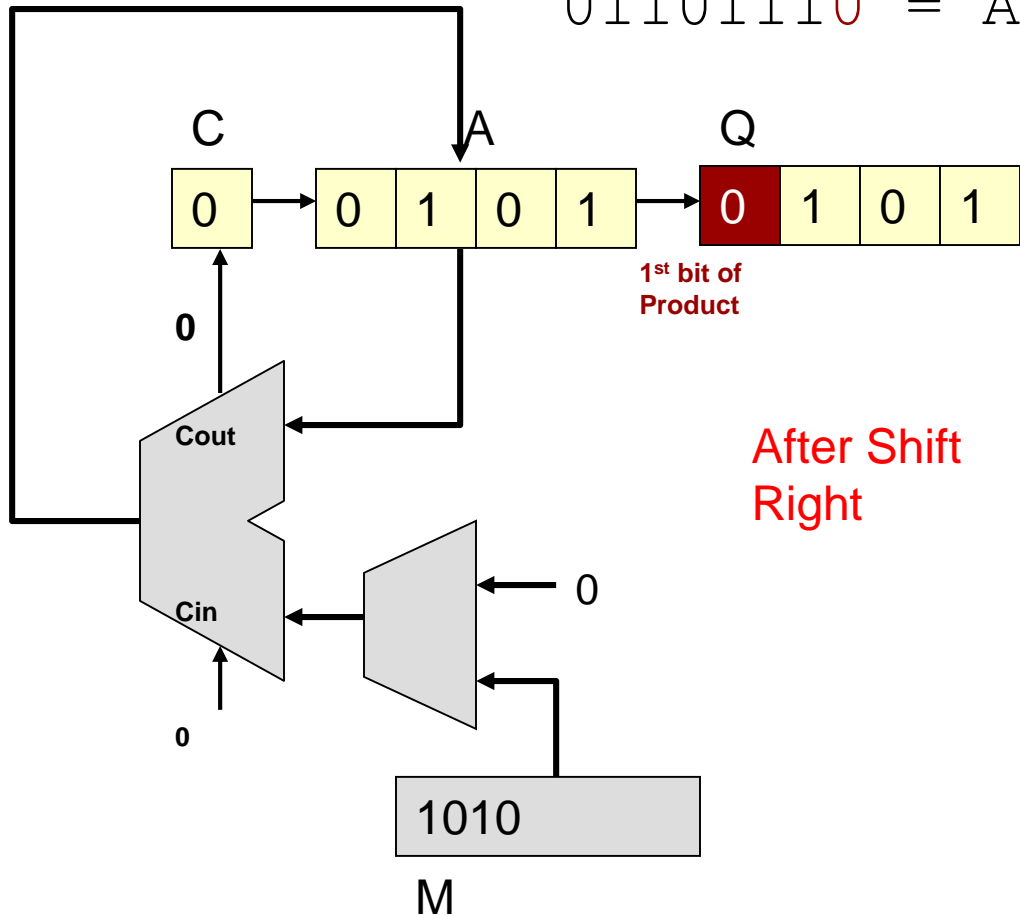 01101110 = A
C A Q
0 0 1 0 1 0 1 0 1
1st bit of
Product
0
Cout
After Shift
Right
0
Cin
0
1010
M